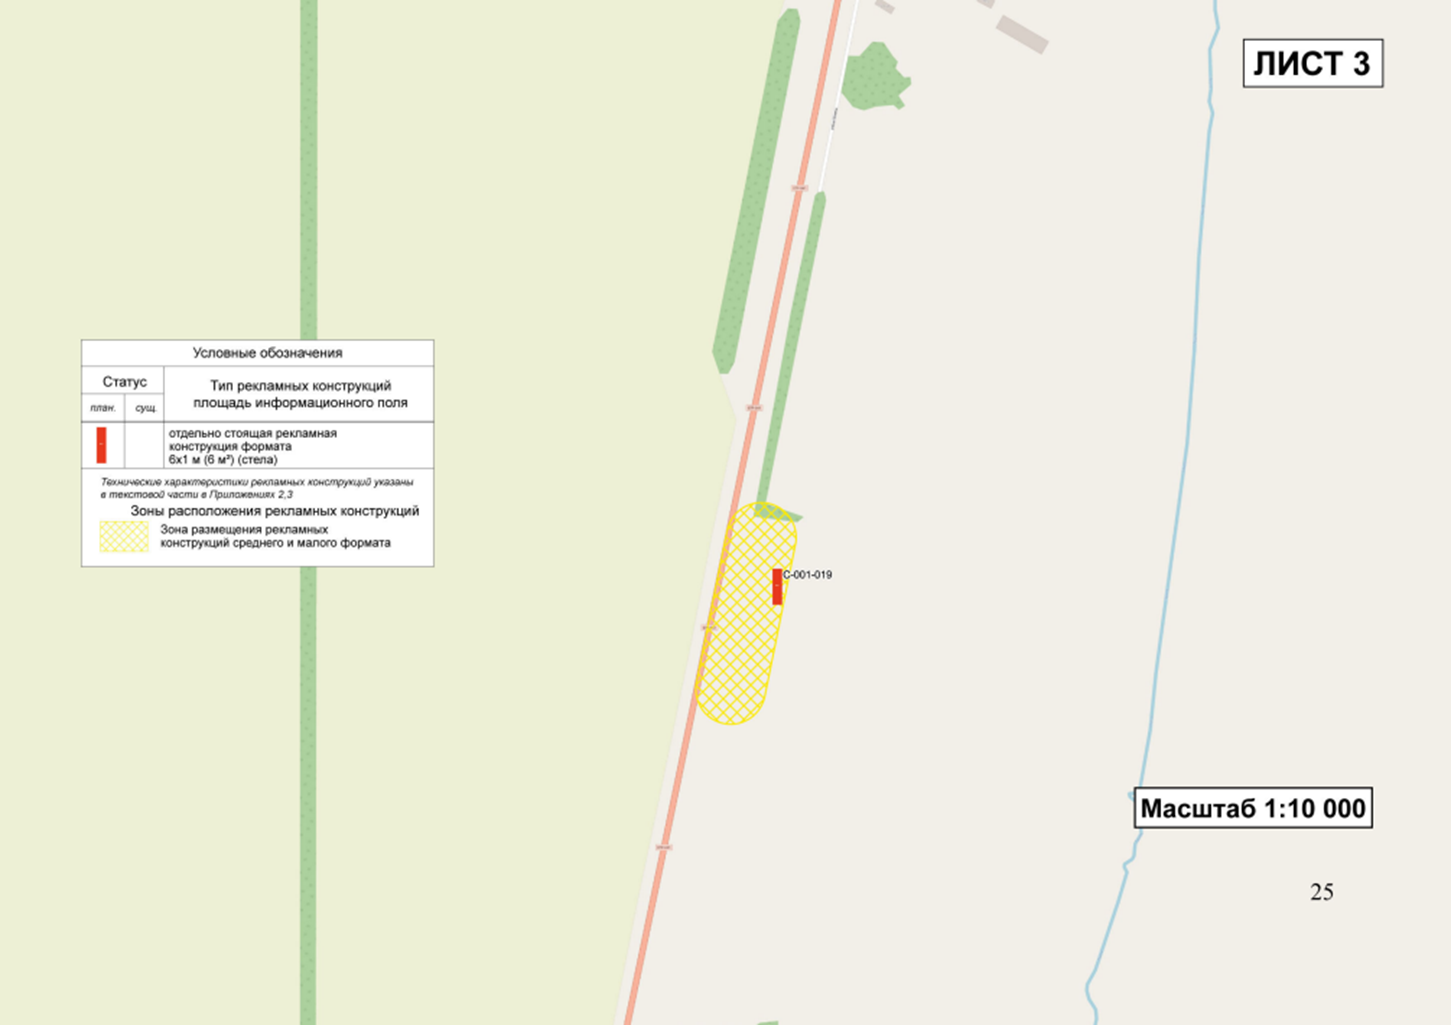 ЛИСТ 3
Условные обозначения
Статус
план.
сущ.
Тип рекламных конструкций
площадь информационного поля
отдельно стоящая рекламная
конструкция формата
6х1 м (6 м²) (стела)
Технические характеристики рекламных конструкций указаны
в текстовой части в Приложениях 2,3
Зоны расположения рекламных конструкций
Зона размещения рекламных
конструкций среднего и малого формата
С-001-019
Масштаб 1:10 000
25